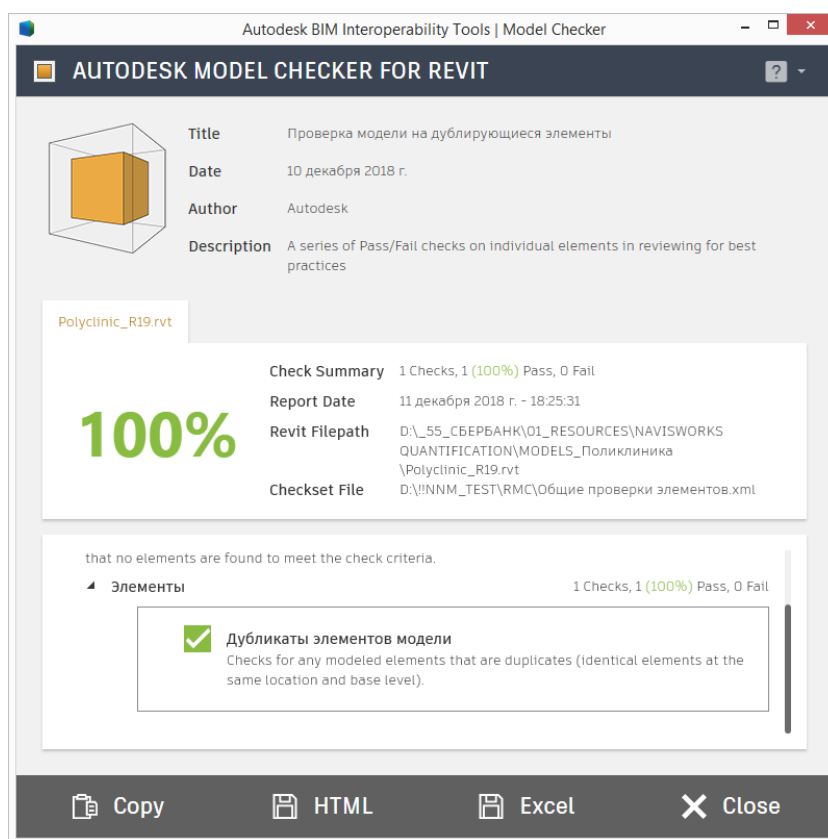 Autodesk BIM Interoperability Tools | Model Checker
AUTODESK MODEL CHECKER FOR REVIT
?
Title Проверка модели на дублирующиеся элементы
Date 10 декабря 2018 г.
Author Autodesk
Description A series of Pass/Fail checks on individual elements in reviewing for best
practices
Polyclinic_R19.rvt
100%
Check Summary 1 Checks, 1 (100%) Pass, 0 Fail
Report Date 11 декабря 2018 г. - 18:25:31
Revit Filepath D:\_55_СБЕРБАНК\01_RESOURCES\NAVISWORKS
QUANTIFICATION\MODELS_Поликлиника
\Polyclinic_R19.rvt
Checkset File D:\!!NNM_TEST\RMC\Общие проверки элементов.xml
that no elements are found to meet the check criteria.
Элементы 1 Checks, 1 (100%) Pass, 0 Fail
Дубликаты элементов модели
Checks for any modeled elements that are duplicates (identical elements at the
same location and base level).
Copy HTML Excel Close